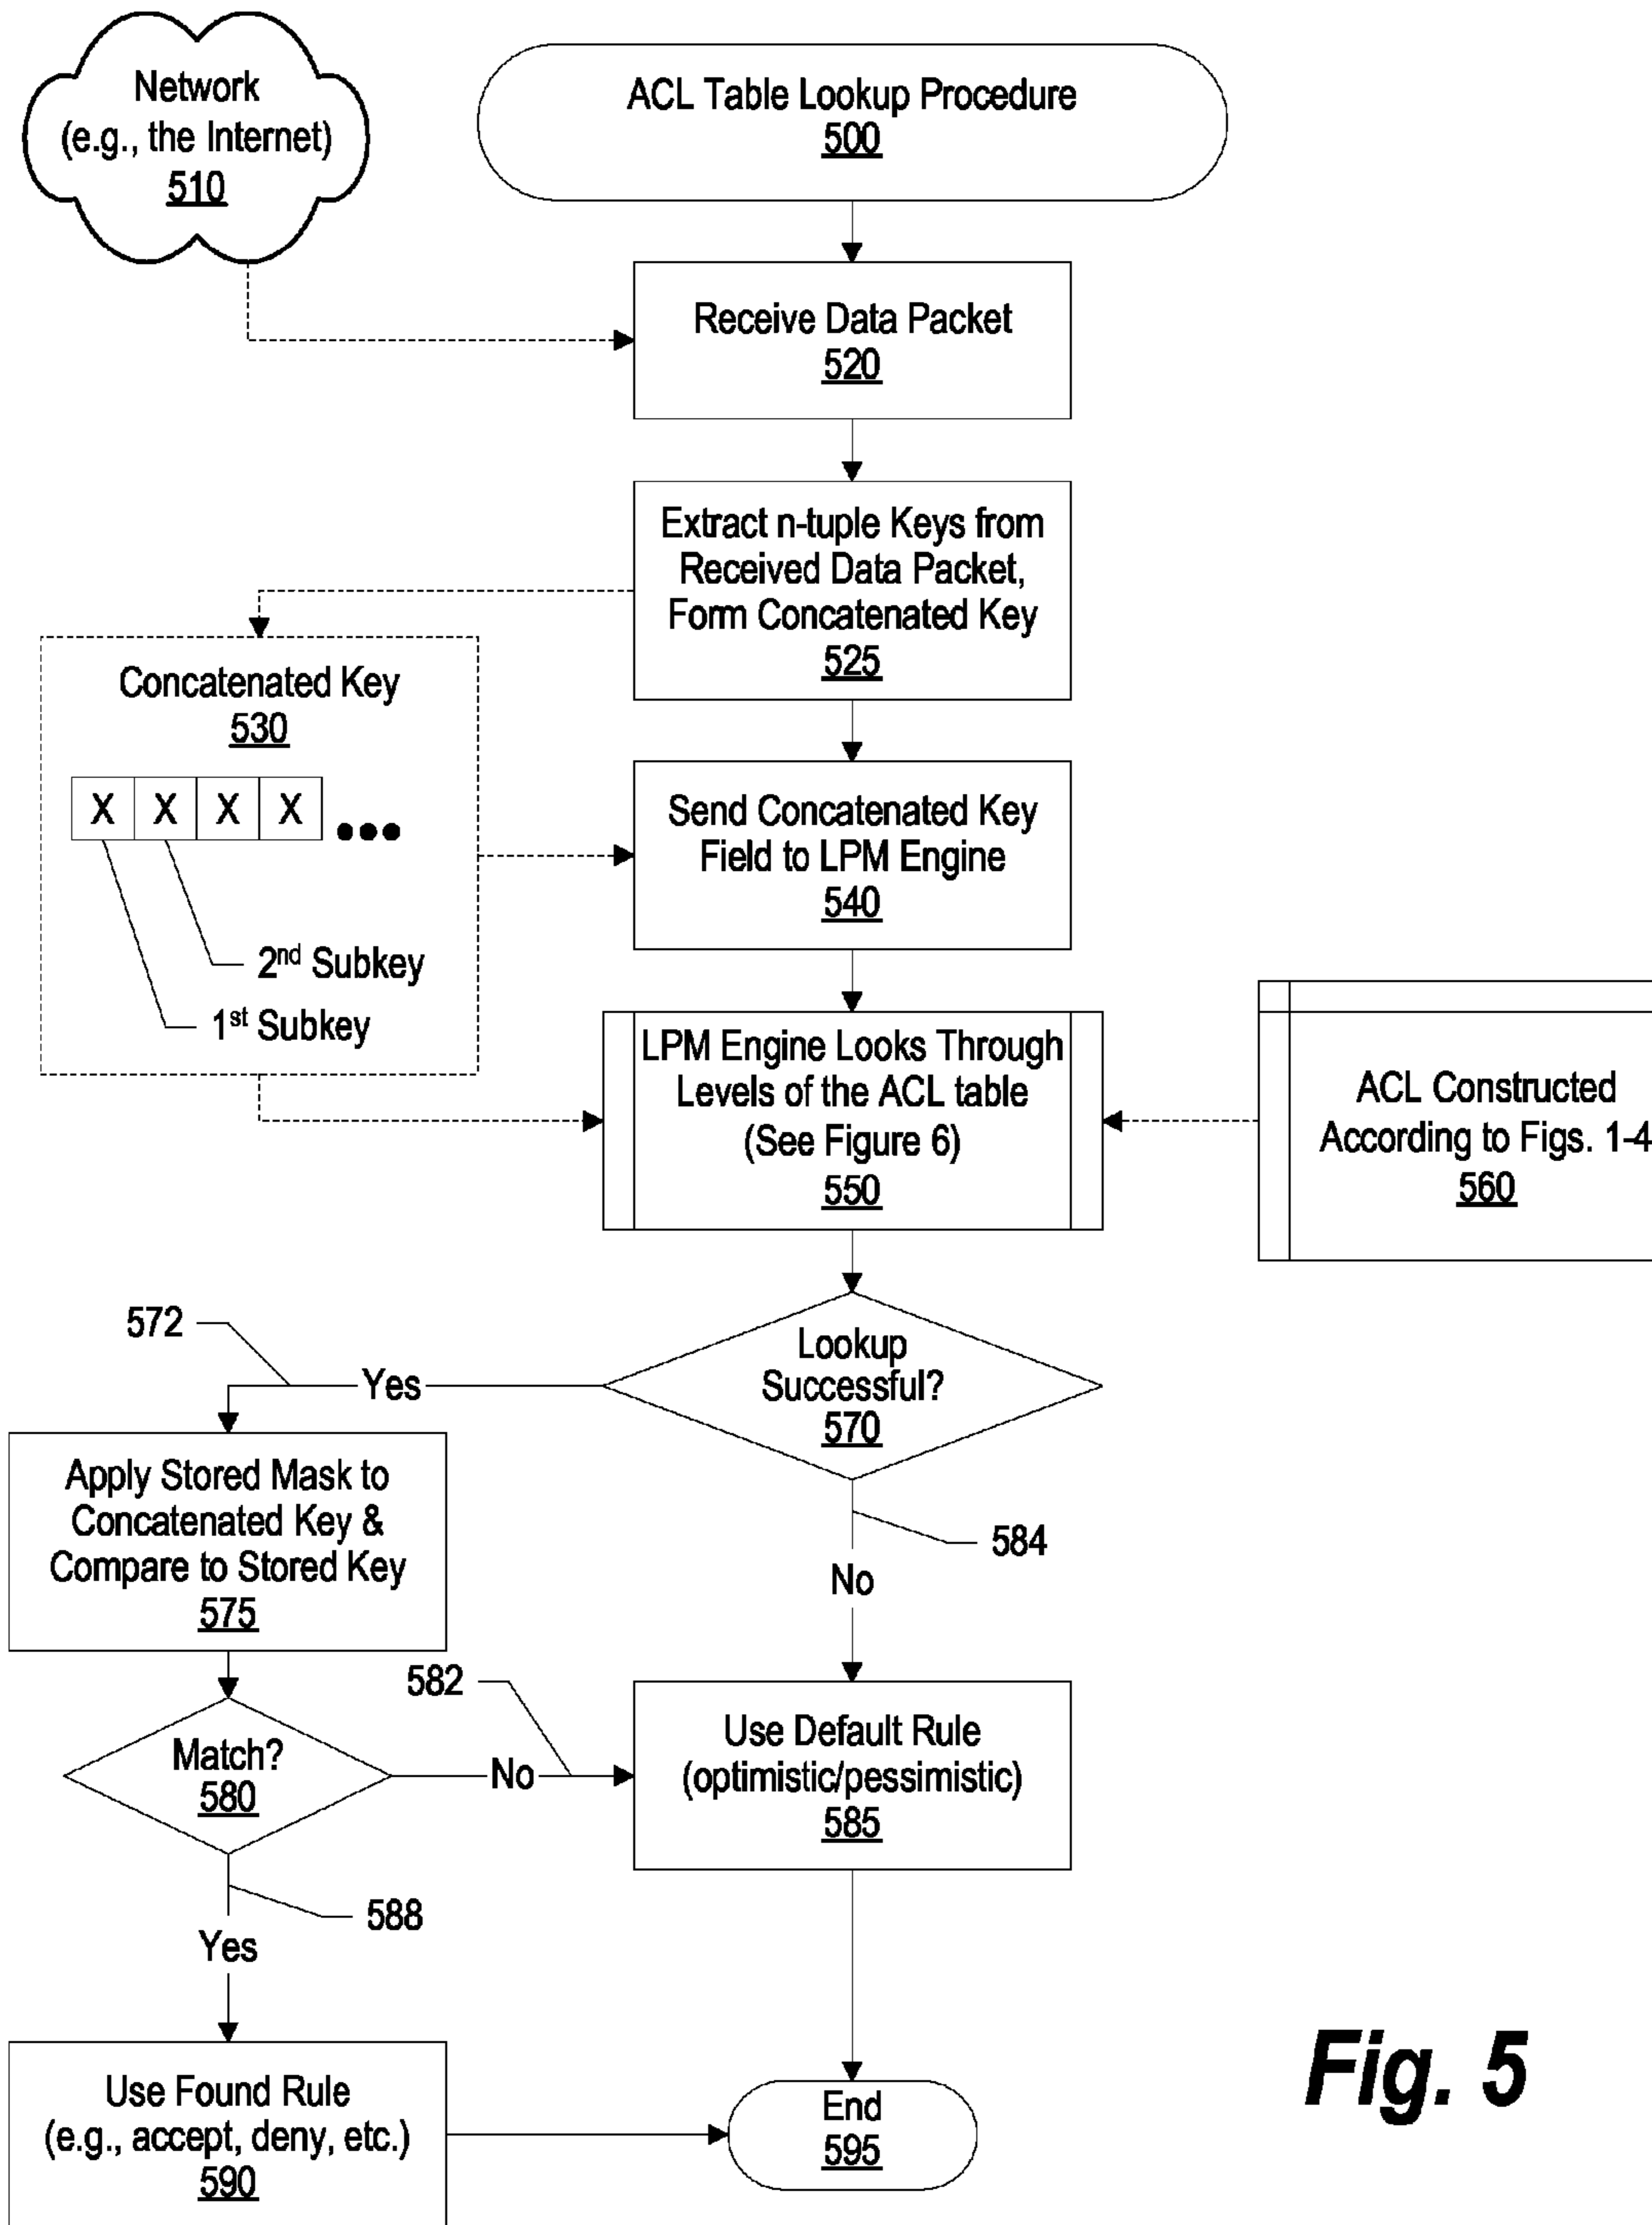 Network
(e.g., the Internet)
510
ACL Table Lookup Procedure
500
Receive Data Packet
520
Extract n-tuple Keys from
Received Data Packet,
Form Concatenated Key
525
Concatenated Key
530
X X X X
2nd Subkey
1st Subkey
Send Concatenated Key
Field to LPM Engine
540
LPM Engine Looks Through
Levels of the ACL table
(See Figure 6)
550
ACL Constructed
According to Figs. 1-4
560
Lookup
Successful?
570
572
Yes
Apply Stored Mask to
Concatenated Key &
Compare to Stored Key
575
584
No
Match?
580
582
No
Use Default Rule
(optimistic/pessimistic)
585
588
Yes
Use Found Rule
(e.g., accept, deny, etc.)
590
End
595
Fig. 5